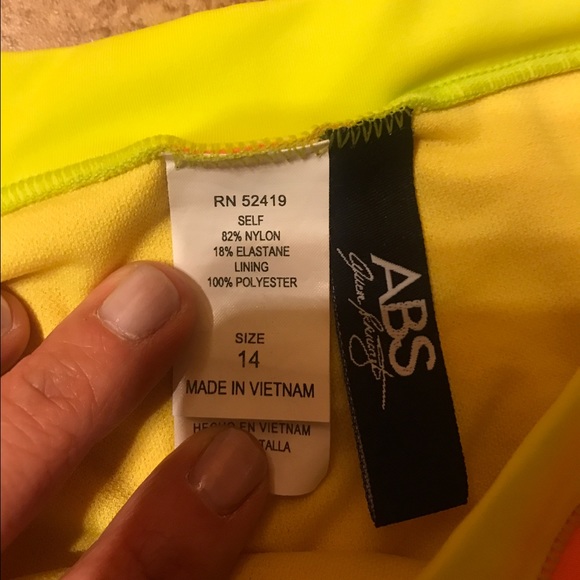 RN 52419
SELF
82% NYLON
18% ELASTANE
LINING
100% POLYESTER
SIZE
14
MADE IN VIETNAM
EN VIETNAM
TALLA
ABS